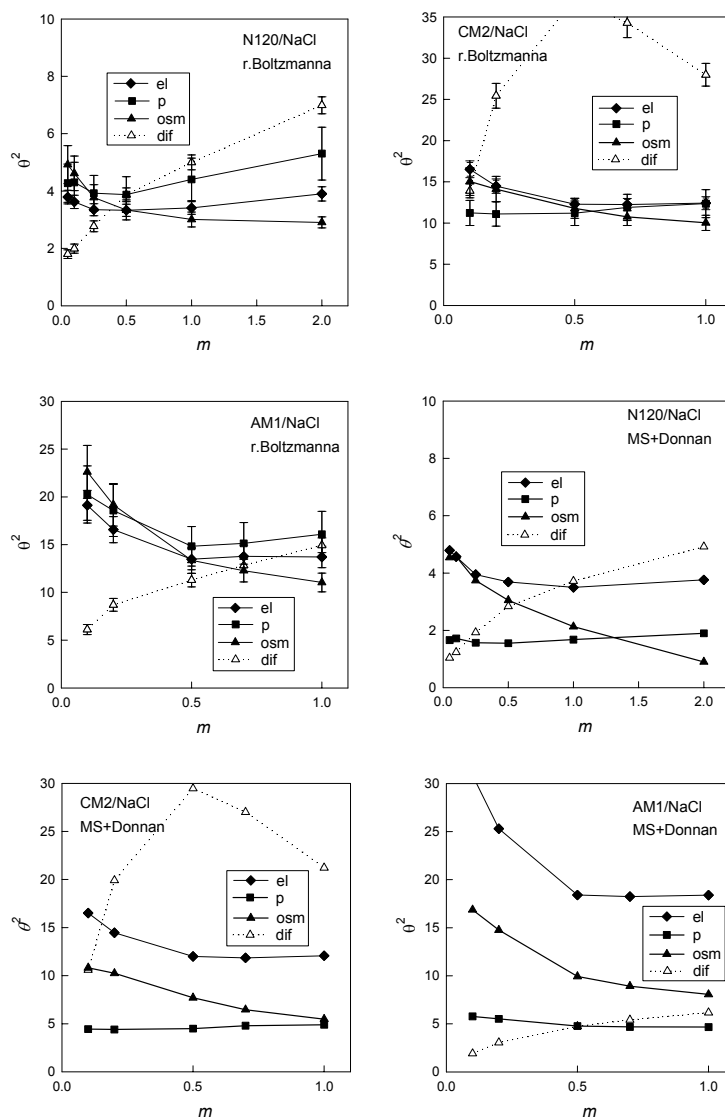 N120/NaCl
r.Boltzmanna
el
p
osm
dif
θ²
10
8
6
4
2
0
0.0 0.5 1.0 1.5 2.0
m
CM2/NaCl
r.Boltzmanna
el
p
osm
dif
θ²
35
30
25
20
15
10
5
0
0.0 0.5 1.0
m
AM1/NaCl
r.Boltzmanna
el
p
osm
dif
θ²
30
25
20
15
10
5
0
0.0 0.5 1.0
m
N120/NaCl
MS+Donnan
el
p
osm
dif
θ²
10
8
6
4
2
0
0.0 0.5 1.0 1.5 2.0
m
CM2/NaCl
MS+Donnan
el
p
osm
dif
θ²
30
25
20
15
10
5
0
0.0 0.5 1.0
m
AM1/NaCl
MS+Donnan
el
p
osm
dif
θ²
30
25
20
15
10
5
0
0.0 0.5 1.0
m